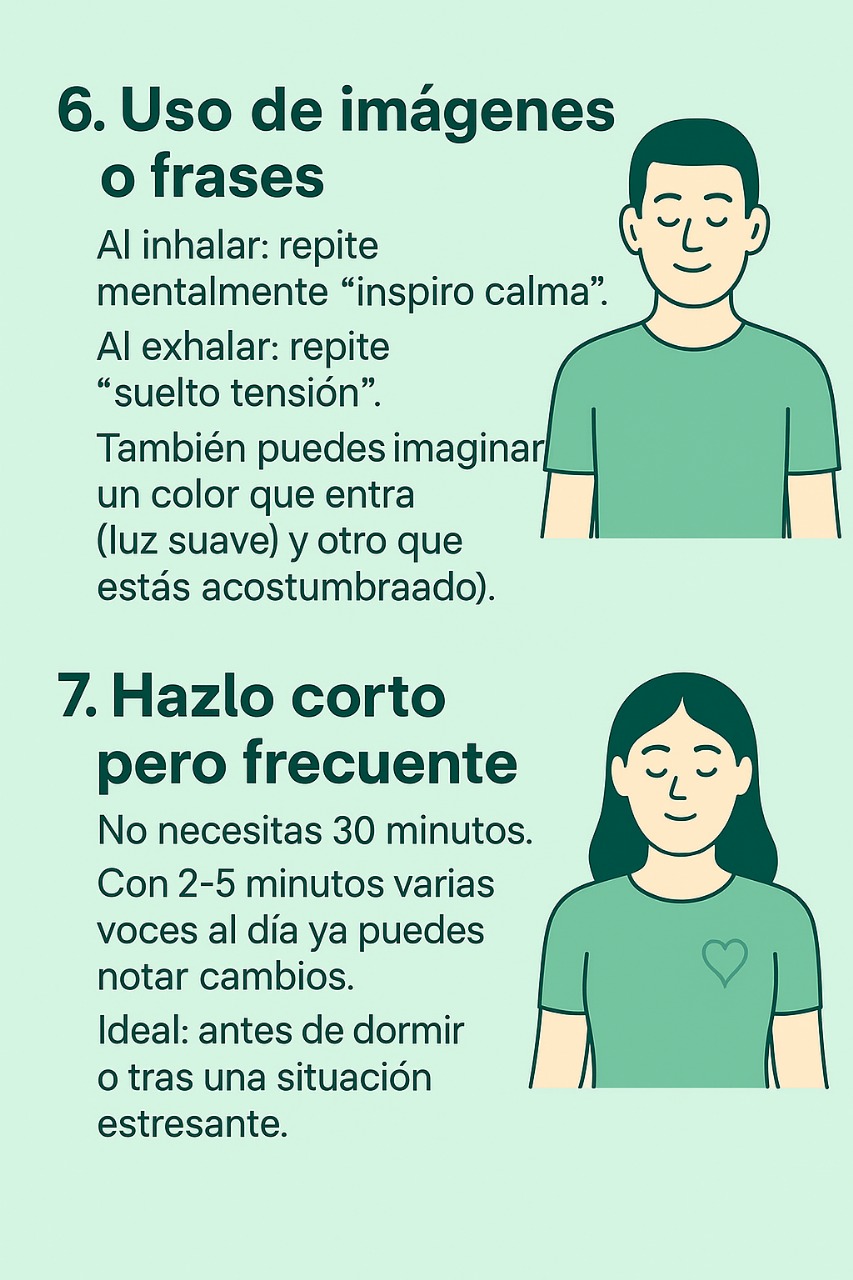 6. Uso de imágenes
o frases
Al inhalar: repite
mentalmente “inspiro calma”.
Al exhalar: repite
“suelto tensión”.
También puedes imaginar
un color que entra
(luz suave) y otro que
estás acostumbraado).
7. Hazlo corto
pero frecuente
No necesitas 30 minutos.
Con 2-5 minutos varias
voces al día ya puedes
notar cambios.
Ideal: antes de dormir
o tras una situación
estresante.